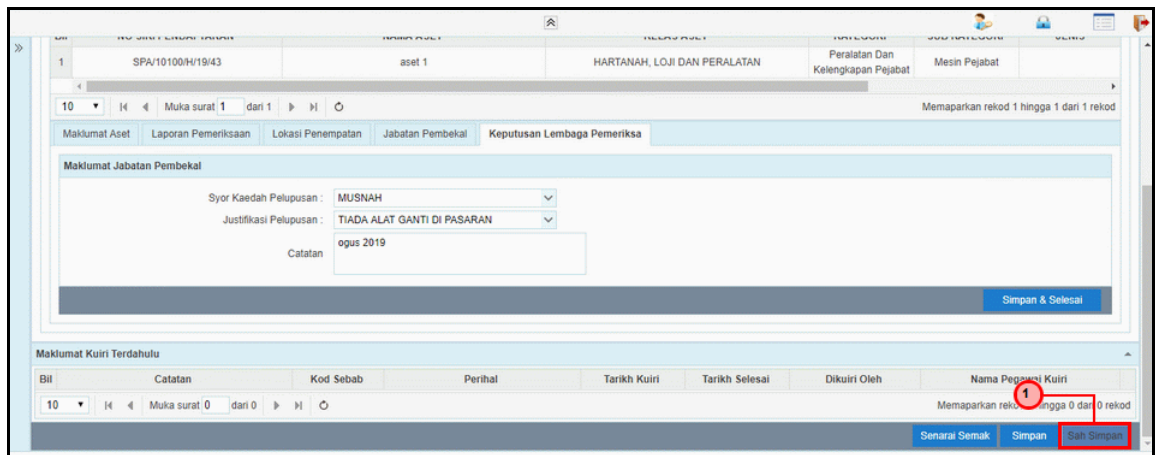 1 SPA/10100/H/19/43 aset 1 HARTANAH, LOJI DAN PERALATAN Peralatan Dan Kelengkapan Pejabat Mesin Pejabat
10 Muka surat 1 dari 1 Memaparkan rekod 1 hingga 1 dari 1 rekod
Maklumat Aset Laporan Pemeriksaan Lokasi Penempatan Jabatan Pembekal Keputusan Lembaga Pemeriksa
Maklumat Jabatan Pembekal
Syor Kaedah Pelupusan : MUSNAH
Justifikasi Pelupusan : TIADA ALAT GANTI DI PASARAN
Catatan ogus 2019
Simpan & Selesai
Maklumat Kuiri Terdahulu
Bil Catatan Kod Sebab Perihal Tarikh Kuiri Tarikh Selesai Dikuiri Oleh Nama Pegawai Kuiri
1
10 Muka surat 0 dari 0 Memaparkan hingga 0 dari 0 rekod
Senarai Semak Simpan Sah Simpan